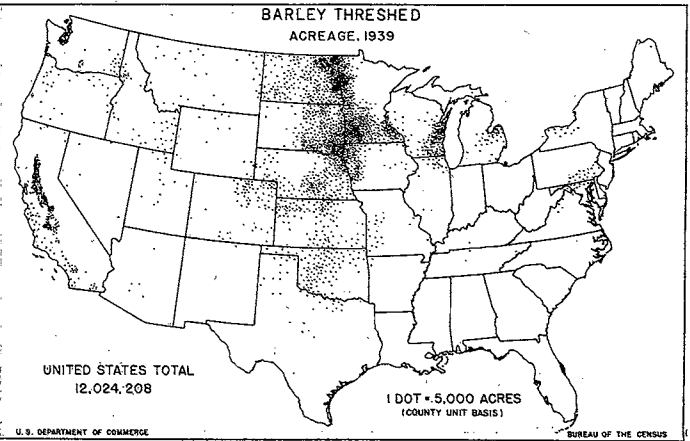 BARLEY THRESHED
ACREAGE, 1939
UNITED STATES TOTAL
12,024,208
1 DOT = 5,000 ACRES
(COUNTY UNIT BASIS)
U. S. DEPARTMENT OF COMMERCE
BUREAU OF THE CENSUS